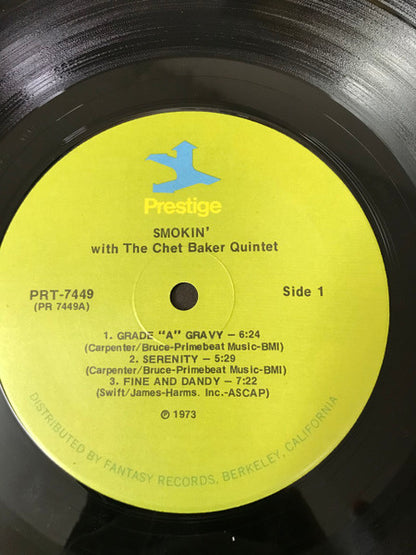 Prestige
SMOKIN'
with The Chet Baker Quintet
PRT-7449
(PR 7449A)
Side 1
1. GRADE "A" GRAVY — 6:24
(Carpenter/Bruce-Primebeat Music-BMI)
2. SERENITY — 5:29
(Carpenter/Bruce-Primebeat Music-BMI)
3. FINE AND DANDY — 7:22
(Swift/James-Harms. Inc.-ASCAP)
℗ 1973
DISTRIBUTED BY FANTASY RECORDS, BERKELEY, CALIFORNIA